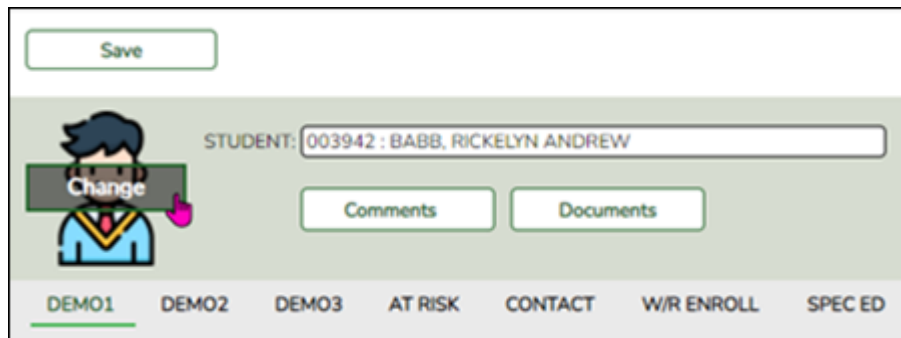 Save
STUDENT: 003942 : BABB, RICKELYN ANDREW
Change
Comments Documents
DEMO1 DEMO2 DEMO3 AT RISK CONTACT W/R ENROLL SPEC ED